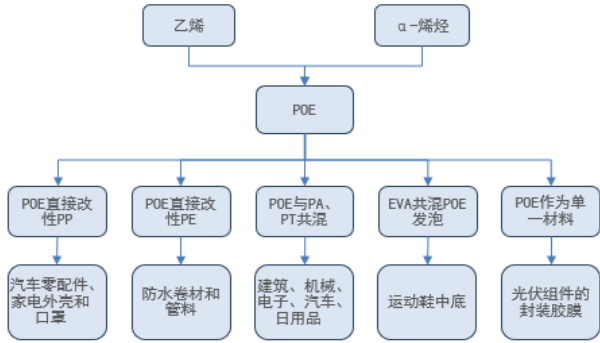 乙烯
α-烯烃
POE
POE直接改
性PP
POE直接改
性PE
POE与PA、
PT共混
EVA共混POE
发泡
POE作为单
一材料
汽车零配件、
家电外壳和
口罩
防水卷材和
管料
建筑、机械、
电子、汽车、
日用品
运动鞋中底
光伏组件的
封装胶膜